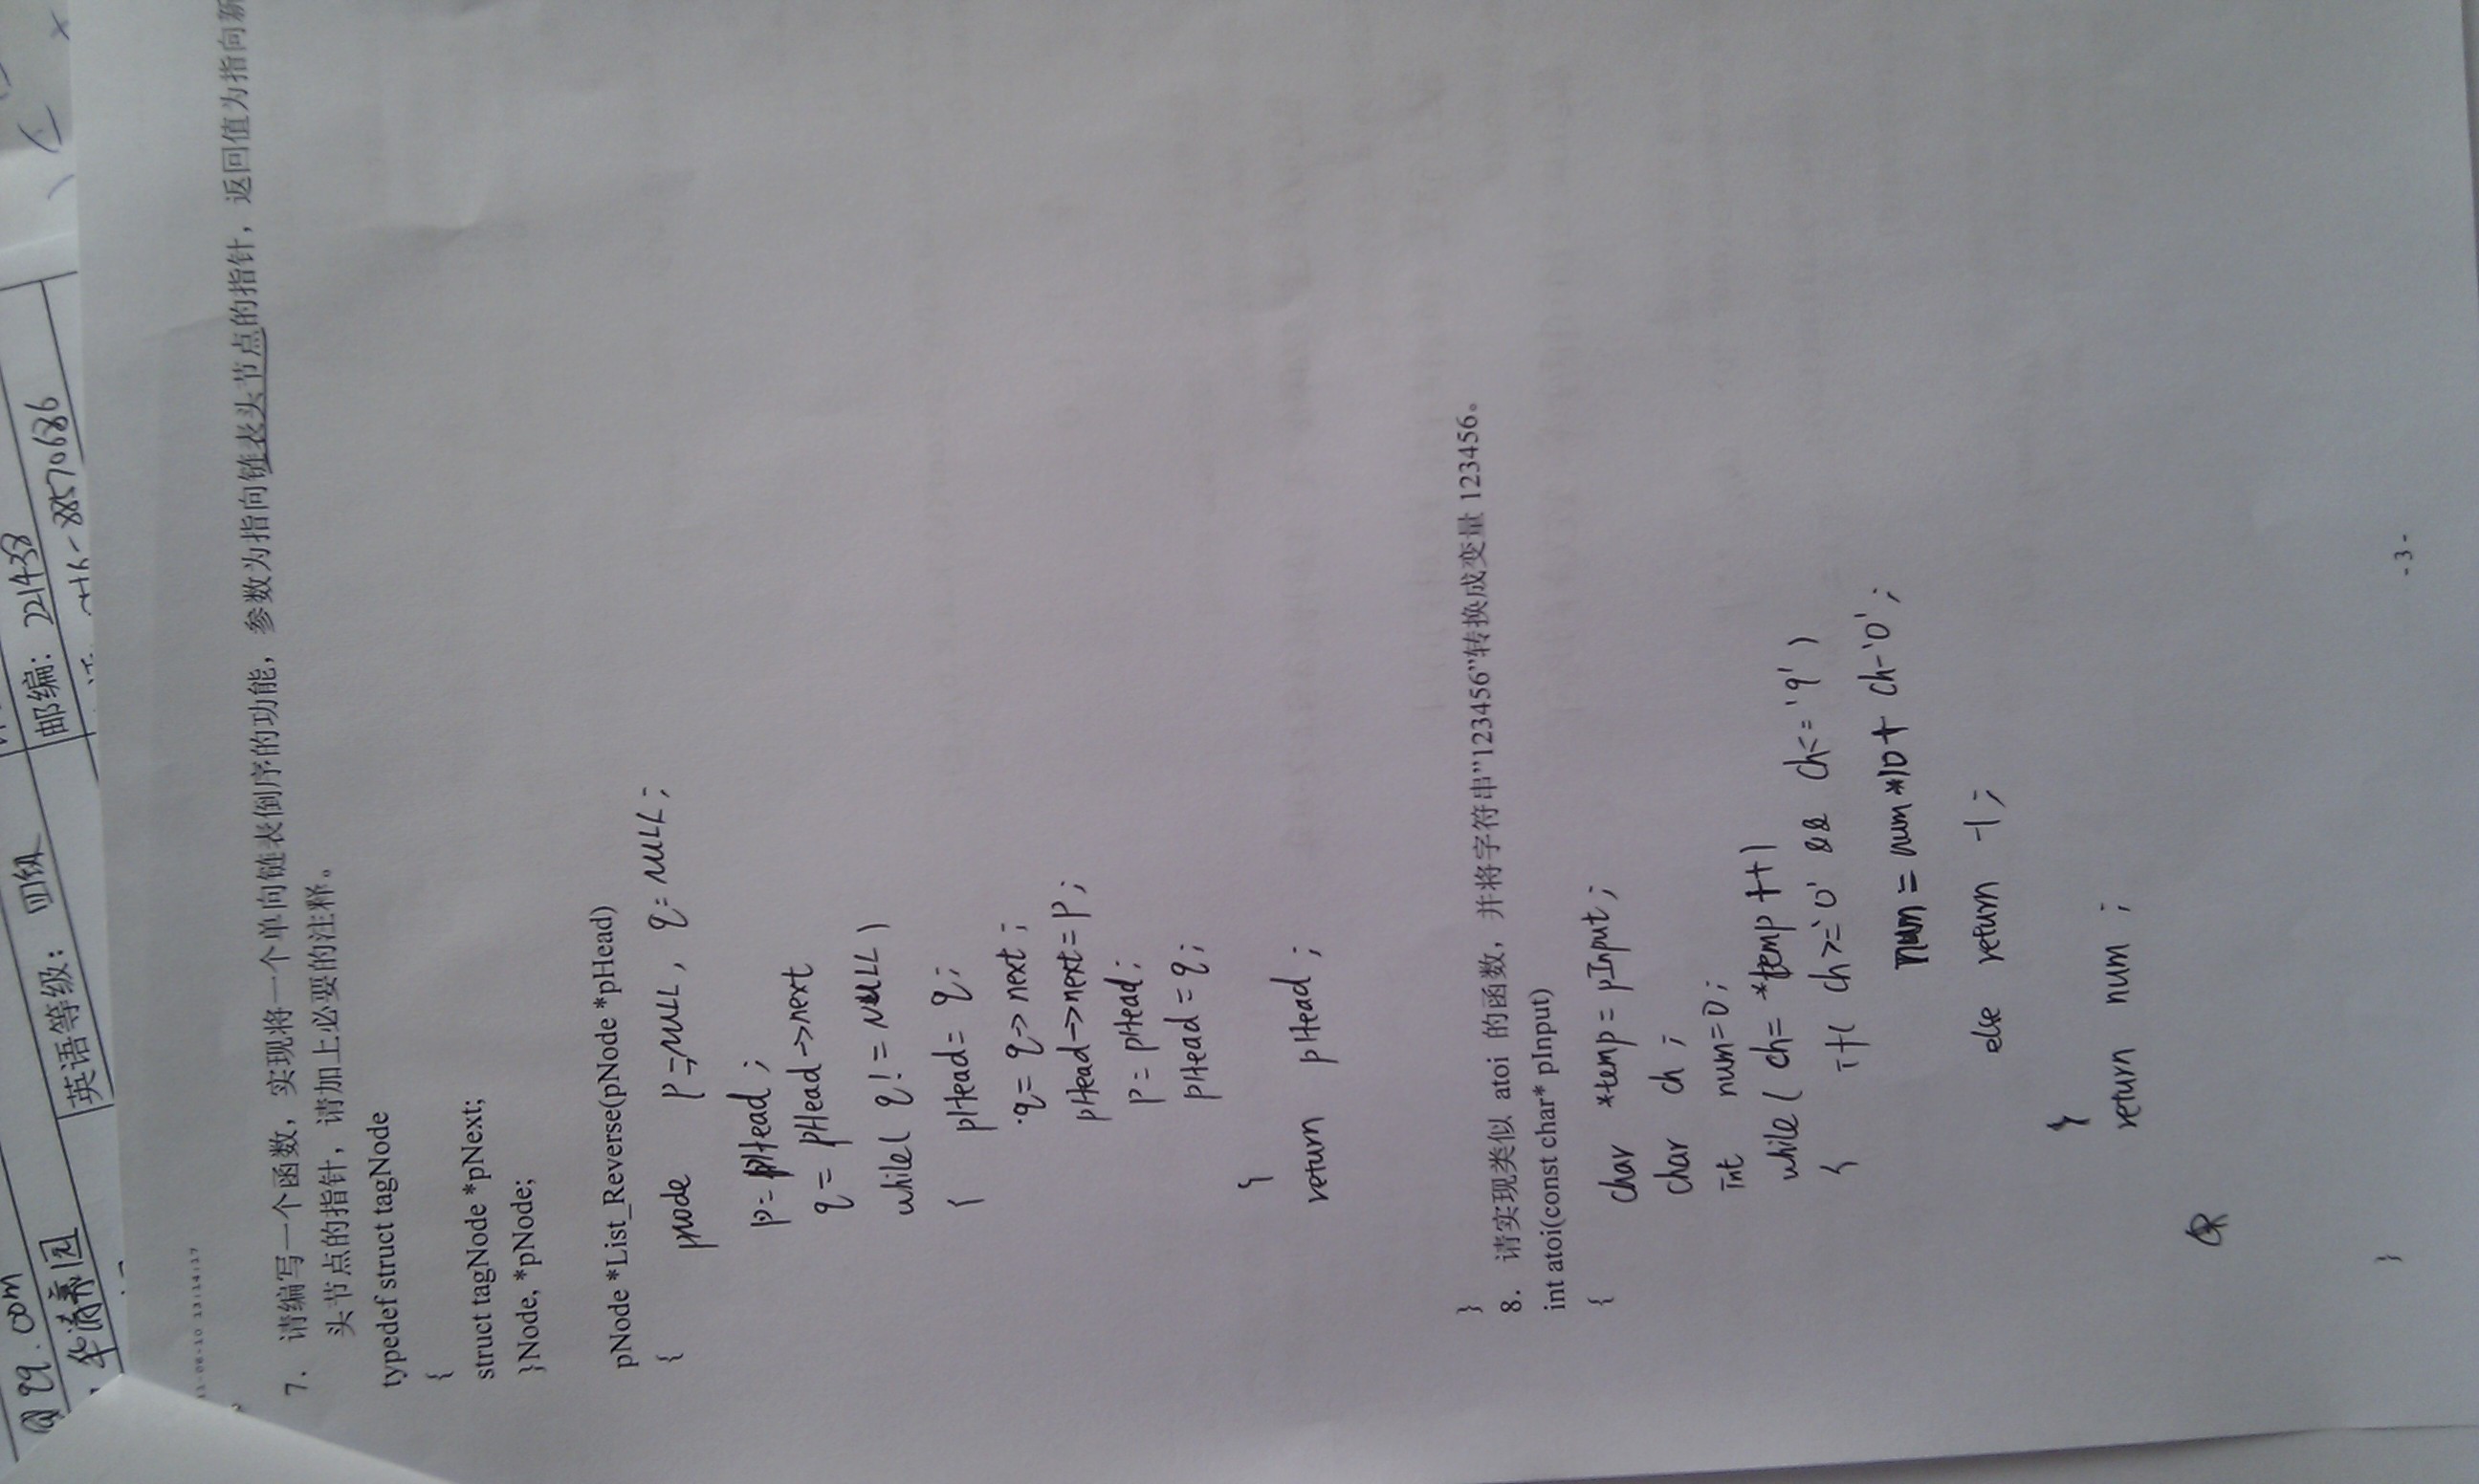 @qq.com
华清园
英语等级： 四级
邮编： 221438
8570686
7. 请编写一个函数，实现将一个单向链表倒序的功能，参数为指向链表头节点的指针，返回值为指向新
头节点的指针，请加上必要的注释。
typedef struct tagNode
{
struct tagNode *pNext;
}Node, *pNode;
pNode *List_Reverse(pNode *pHead)
{
pNode p=NULL, q=NULL;
p=pHead;
q=pHead->next
while( q!=NULL)
{ pHead=q;
q=q->next;
pHead->next=p;
p=pHead;
pHead=q;
}
return pHead;
}
8. 请实现类似 atoi 的函数，并将字符串"123456"转换成变量 123456。
int atoi(const char* pInput)
{
char *temp=pInput;
char ch;
int num=0;
while( ch=*temp++)
{ if( ch>='0' && ch<='9')
num=num*10+ch-'0';
else return -1;
}
return num;
}
-3-